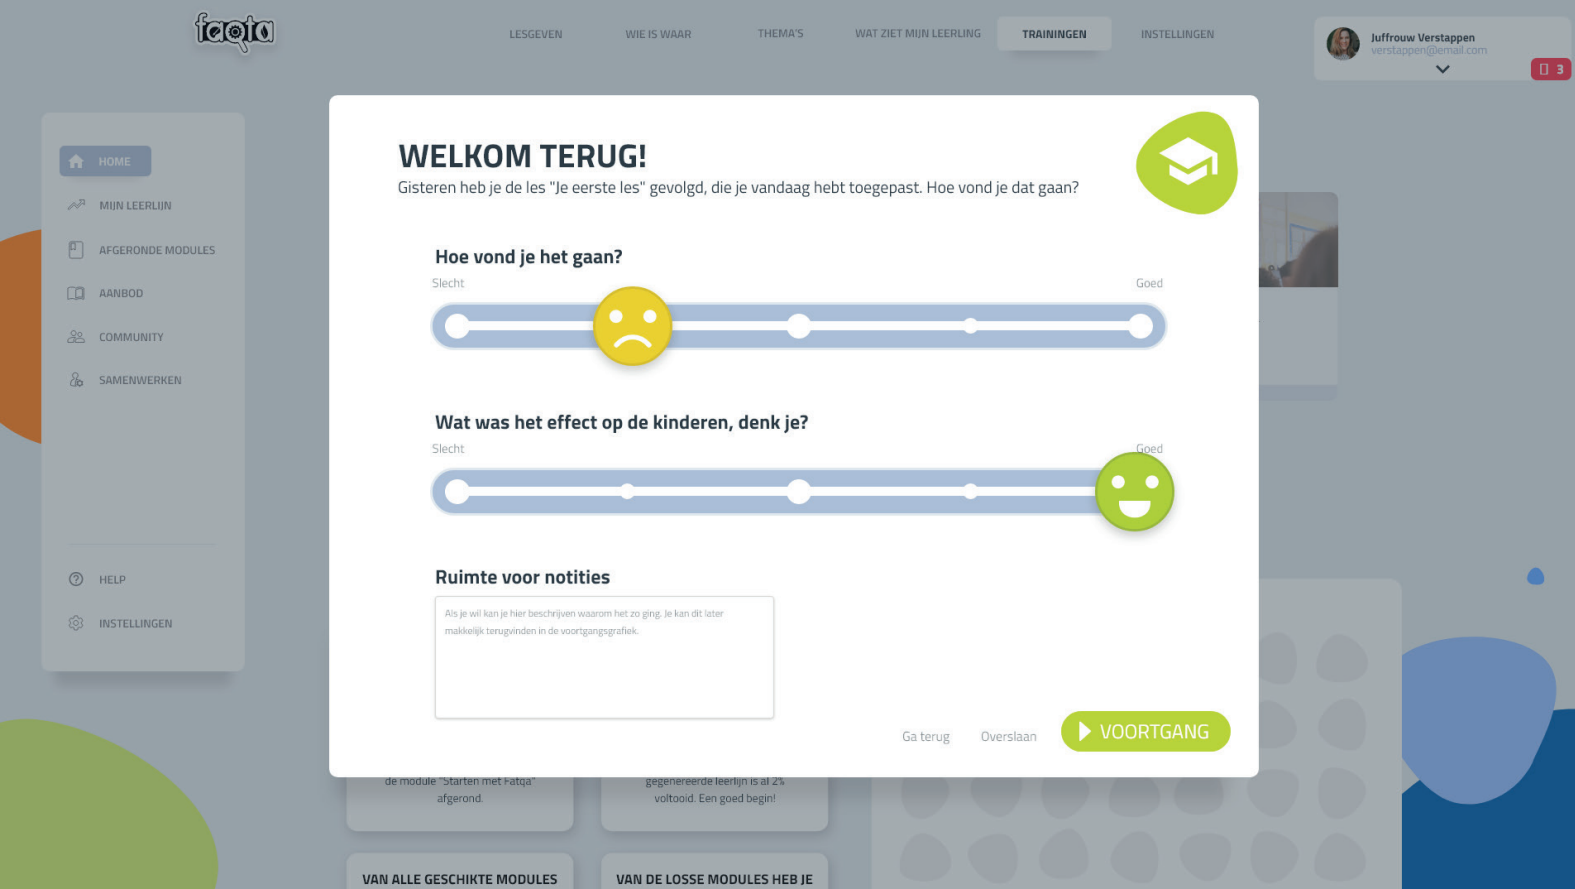 faqta
LESGEVEN
WIE IS WAAR
THEMA'S
WAT ZIET MIJN LEERLING
TRAININGEN
INSTELLINGEN
Juffrouw Verstappen
verstappen@email.com
3
HOME
MIJN LEERLIJN
AFGERONDE MODULES
AANBOD
COMMUNITY
SAMENWERKEN
HELP
INSTELLINGEN
WELKOM TERUG!
Gisteren heb je de les "Je eerste les" gevolgd, die je vandaag hebt toegepast. Hoe vond je dat gaan?
Hoe vond je het gaan?
Slecht
Goed
Wat was het effect op de kinderen, denk je?
Slecht
Goed
Ruimte voor notities
Als je wil kan je hier beschrijven waarom het zo ging. Je kan dit later
makkelijk terugvinden in de voortgangsgrafiek.
Ga terug
Overslaan
VOORTGANG
de module "Starten met Fatqa"
afgerond.
gegenereerde leerlijn is al 2%
voltooid. Een goed begin!
VAN ALLE GESCHIKTE MODULES
VAN DE LOSSE MODULES HEB JE